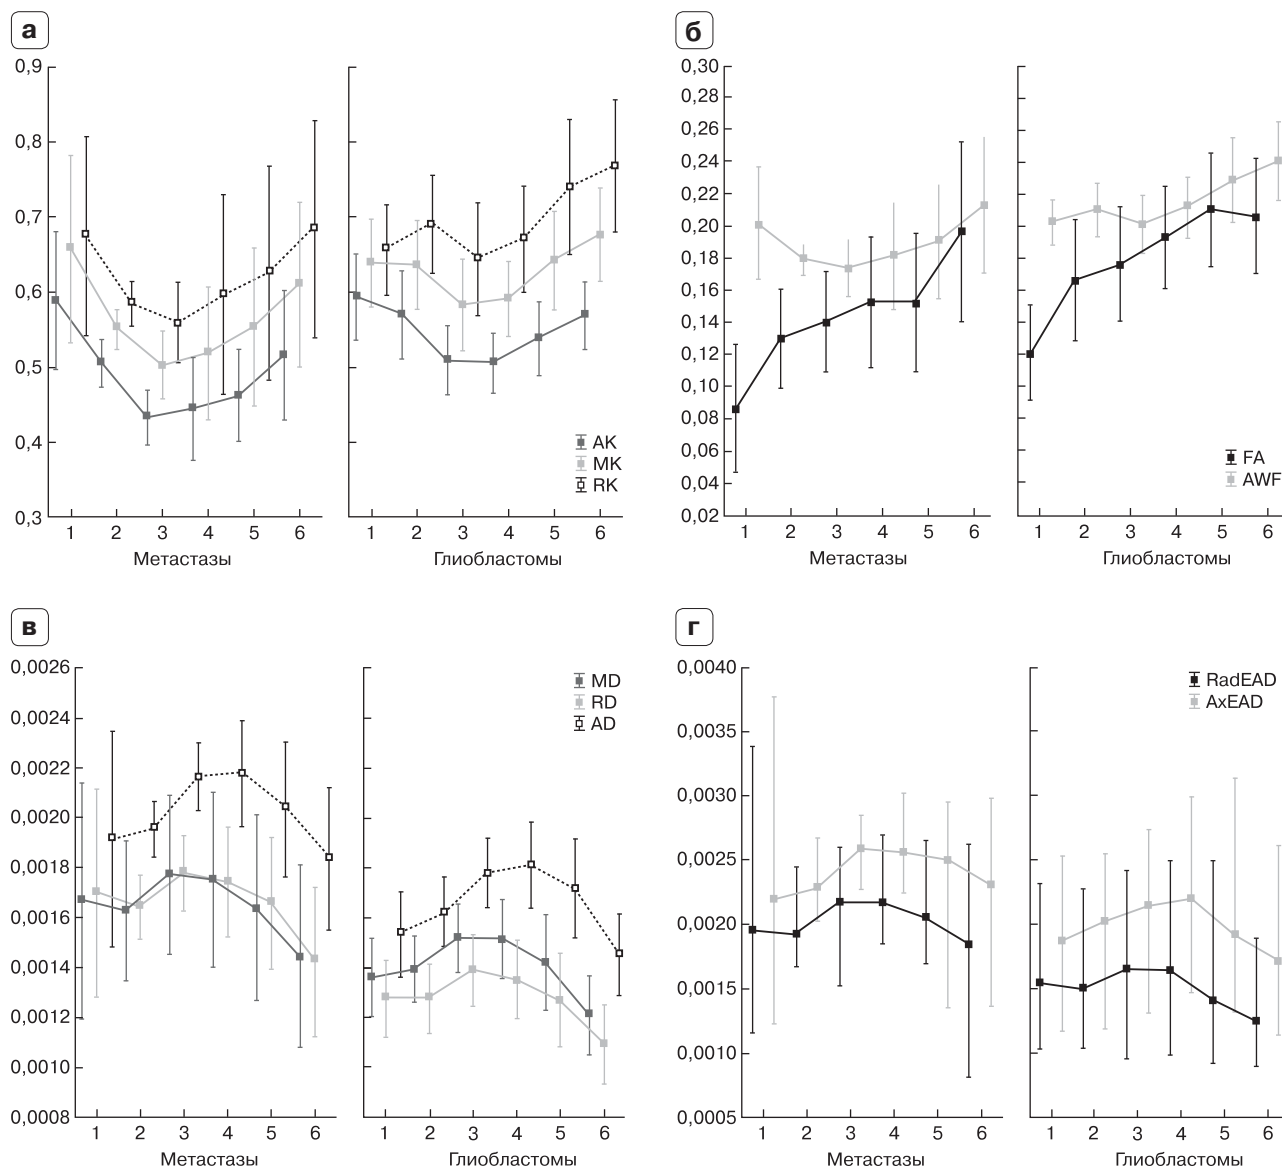 а
0,9
0,8
0,7
0,6
0,5
0,4
0,3
1 2 3 4 5 6
Метастазы
1 2 3 4 5 6
Глиобластомы
AK
MK
RK
б
0,30
0,28
0,26
0,24
0,22
0,20
0,18
0,16
0,14
0,12
0,10
0,08
0,06
0,04
0,02
1 2 3 4 5 6
Метастазы
1 2 3 4 5 6
Глиобластомы
FA
AWF
в
0,0026
0,0024
0,0022
0,0020
0,0018
0,0016
0,0014
0,0012
0,0010
0,0008
1 2 3 4 5 6
Метастазы
1 2 3 4 5 6
Глиобластомы
MD
RD
AD
г
0,0040
0,0035
0,0030
0,0025
0,0020
0,0015
0,0010
0,0005
1 2 3 4 5 6
Метастазы
1 2 3 4 5 6
Глиобластомы
RadEAD
AxEAD